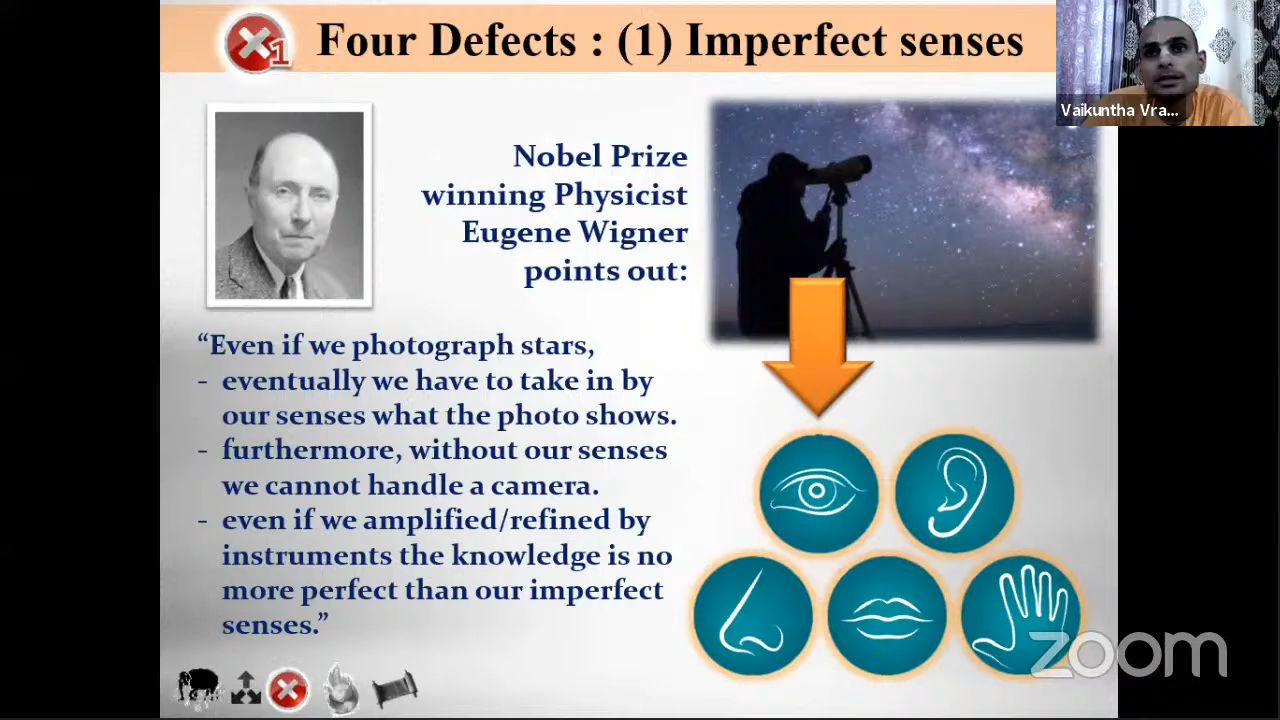 1
Four Defects : (1) Imperfect senses
Vaikuntha Vra...
Nobel Prize
winning Physicist
Eugene Wigner
points out:
“Even if we photograph stars,
- eventually we have to take in by
our senses what the photo shows.
- furthermore, without our senses
we cannot handle a camera.
- even if we amplified/refined by
instruments the knowledge is no
more perfect than our imperfect
senses.”
zoom